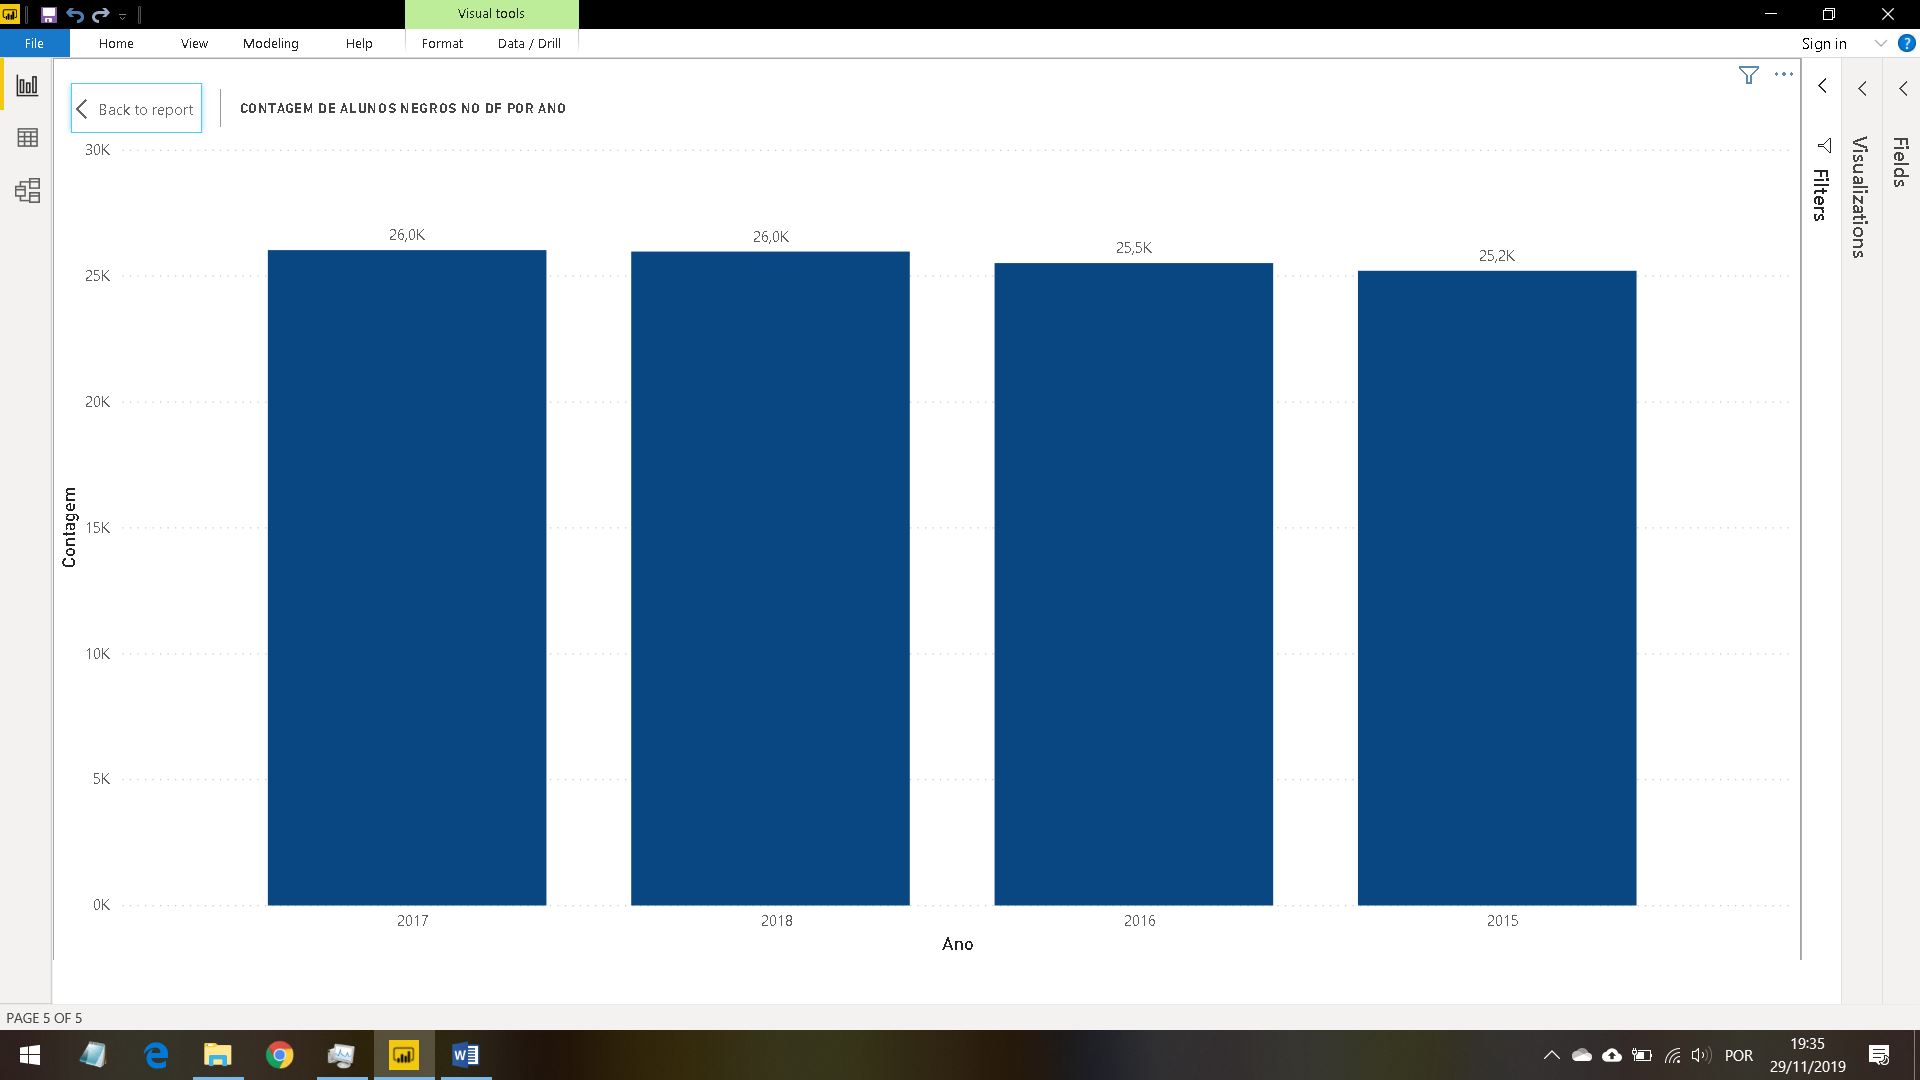 Visual tools
File Home View Modeling Help Format Data / Drill Sign in ?
Back to report CONTAGEM DE ALUNOS NEGROS NO DF POR ANO
30K
26,0K 26,0K 25,5K 25,2K
25K
20K
15K
10K
5K
0K
Contagem
2017 2018 2016 2015
Ano
Filters
Visualizations
Fields
PAGE 5 OF 5
POR 19:35
29/11/2019